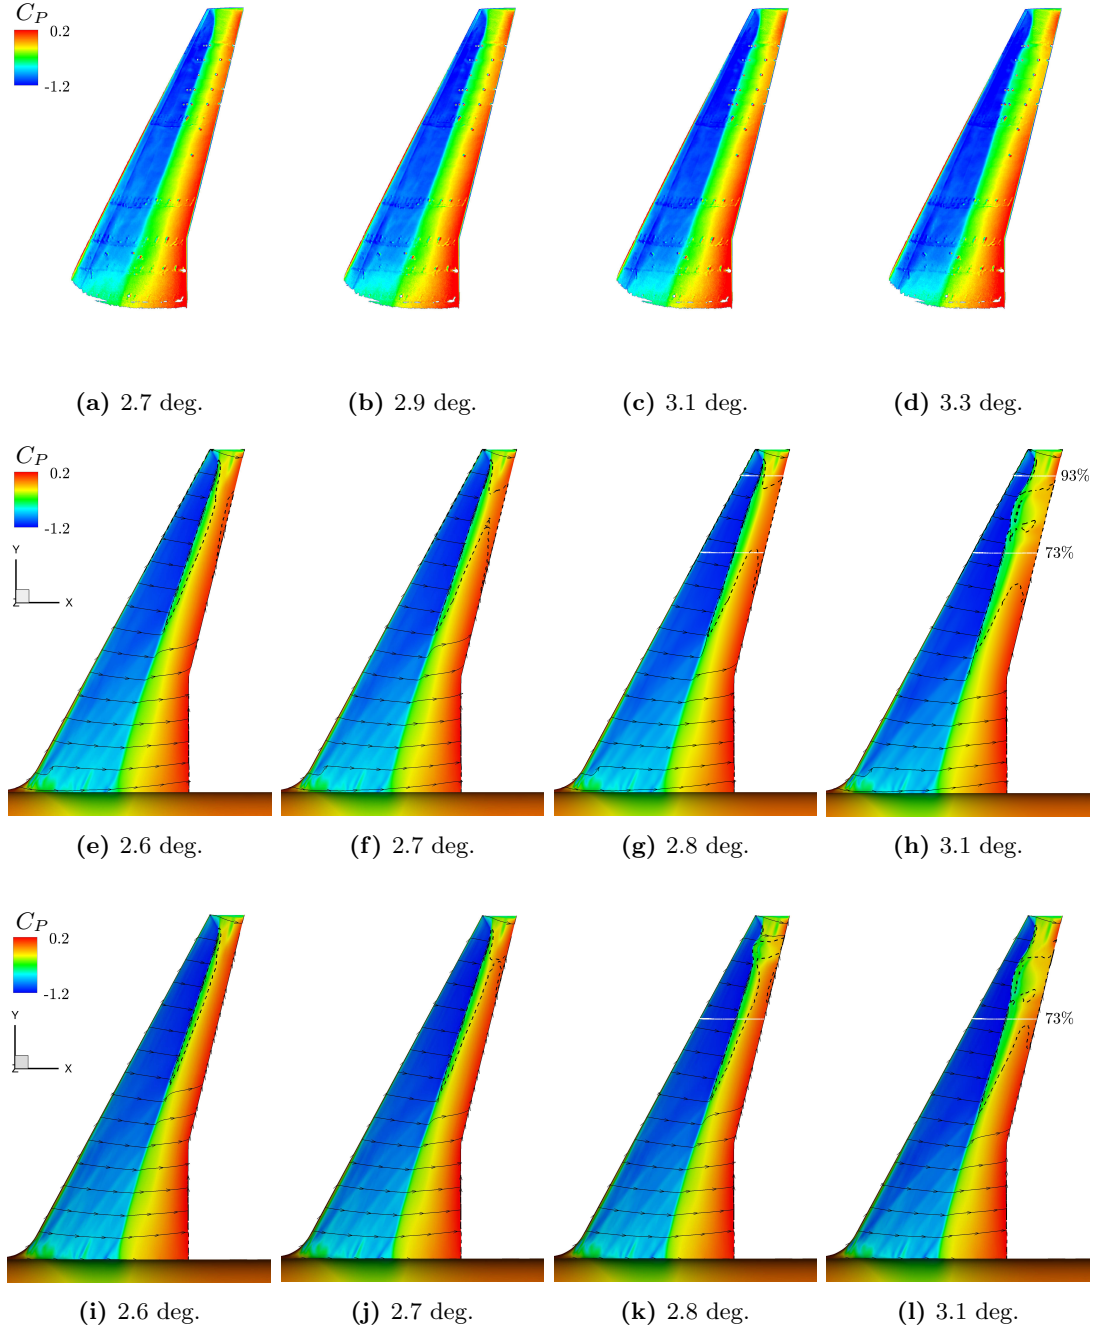 C_P
0.2
-1.2
(a) 2.7 deg.
(b) 2.9 deg.
(c) 3.1 deg.
(d) 3.3 deg.
C_P
0.2
-1.2
Y
Z
X
93%
73%
(e) 2.6 deg.
(f) 2.7 deg.
(g) 2.8 deg.
(h) 3.1 deg.
C_P
0.2
-1.2
Y
Z
X
73%
(i) 2.6 deg.
(j) 2.7 deg.
(k) 2.8 deg.
(l) 3.1 deg.